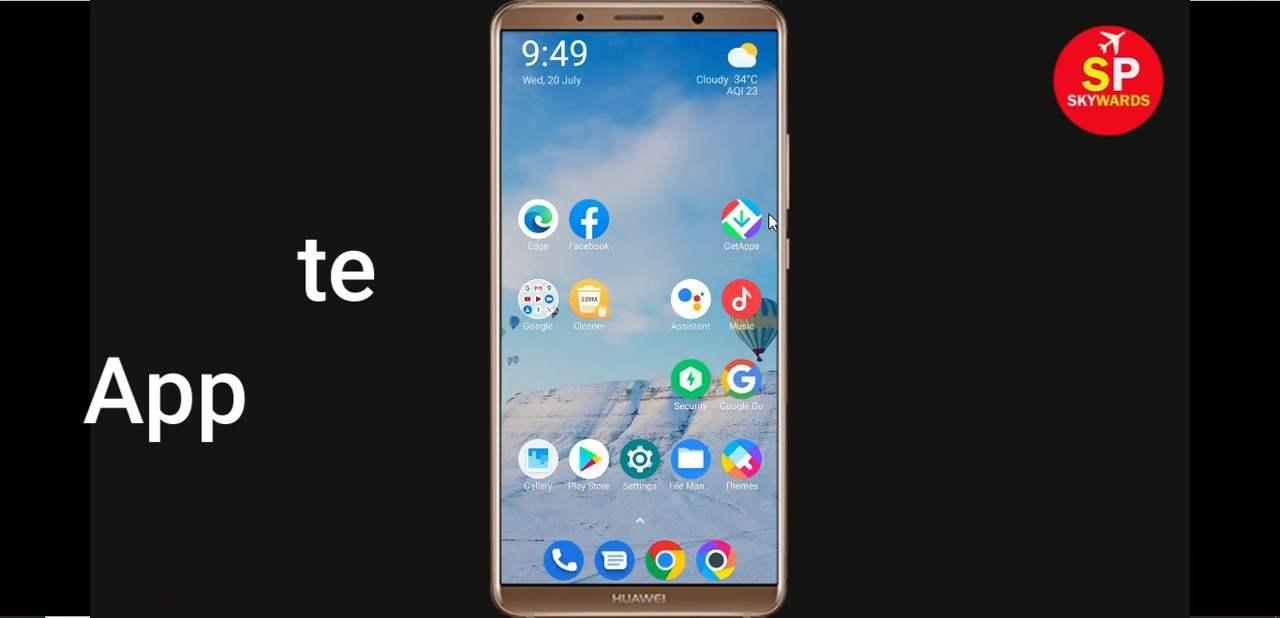 9:49
Wed, 20 July
Cloudy 34°C
AQI 23
SP
SKYWARDS
Edge
Facebook
GetApps
te
339M
Google
Cleaner
Assistant
Music
App
Security
Google Go
Gallery
Play Store
Settings
File Man..
Themes
HUAWEI